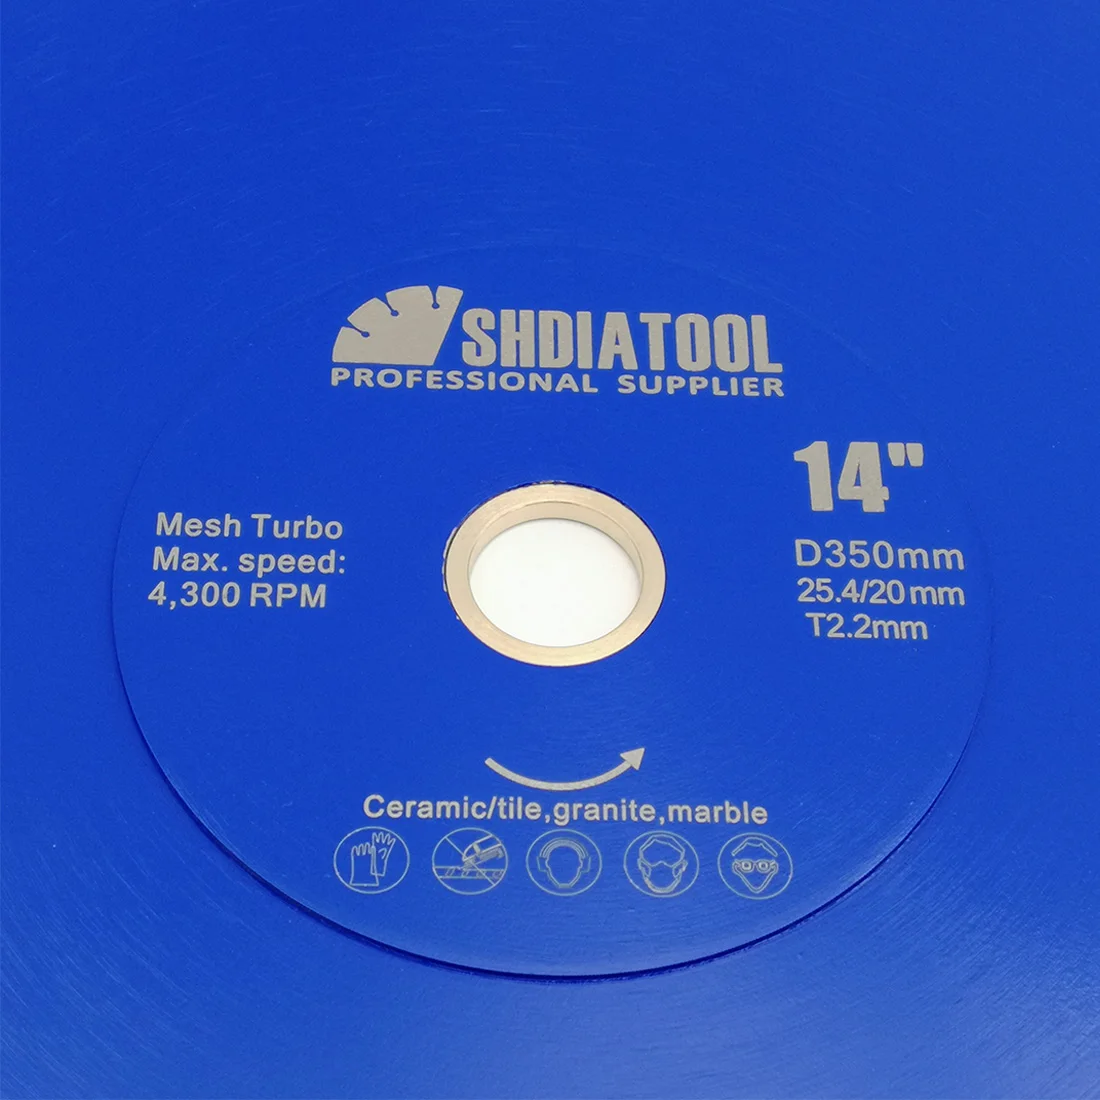 SHDIATOOL
PROFESSIONAL SUPPLIER
14"
D350mm
25.4/20mm
T2.2mm
Mesh Turbo
Max. speed:
4,300 RPM
Ceramic/tile,granite,marble